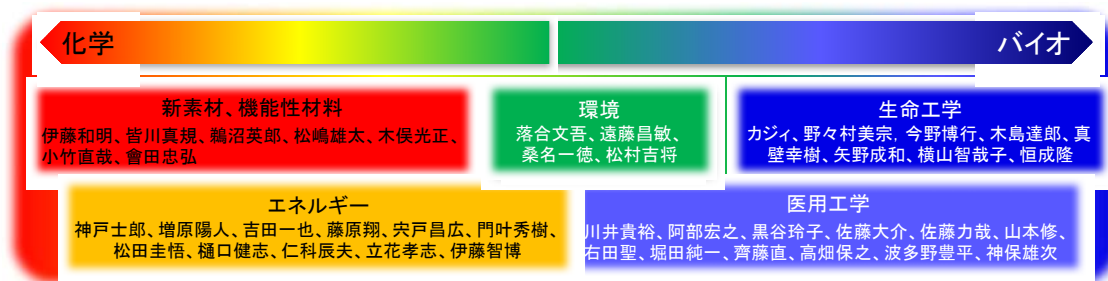 化学
バイオ
新素材、機能性材料
伊藤和明、皆川真規、鵜沼英郎、松嶋雄太、木俣光正、
小竹直哉、會田忠弘
環境
落合文吾、遠藤昌敏、
桑名一徳、松村吉将
生命工学
カジィ、野々村美宗, 今野博行、木島達郎、真
壁幸樹、矢野成和、横山智哉子、恒成隆
エネルギー
神戸士郎、増原陽人、吉田一也、藤原翔、宍戸昌広、門叶秀樹、
松田圭悟、樋口健志、仁科辰夫、立花孝志、伊藤智博
医用工学
川井貴裕、阿部宏之、黒谷玲子、佐藤大介、佐藤力哉、山本修、
右田聖、堀田純一、齊藤直、高畑保之、波多野豊平、神保雄次